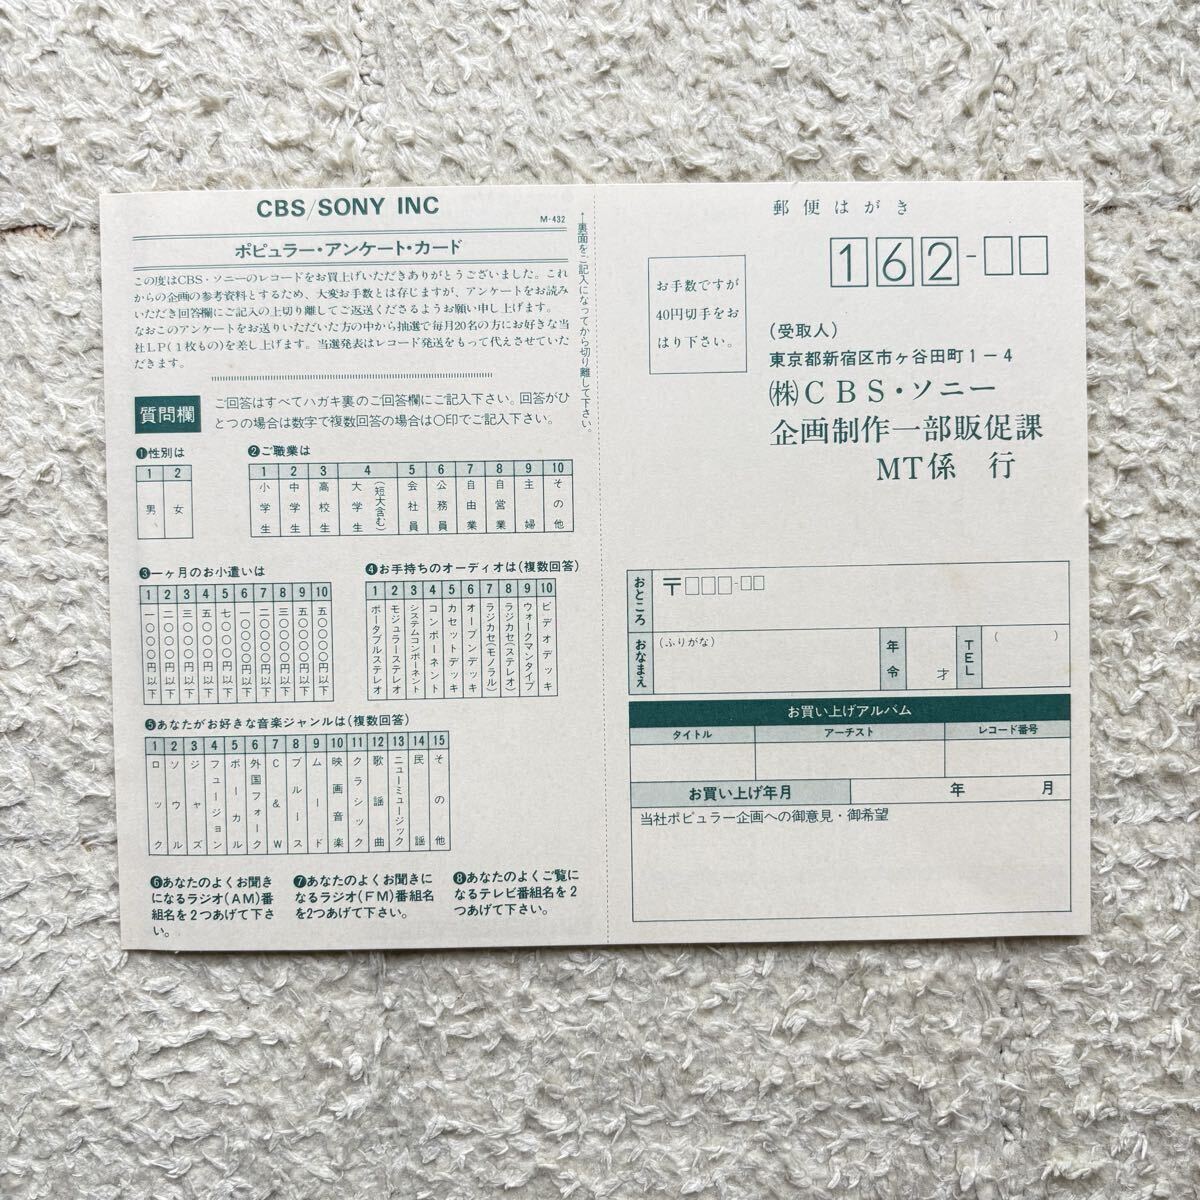 CBS/SONY INC
M-432
ポピュラー・アンケート・カード
この度はCBS・ソニーのレコードをお買上げいただきありがとうございました。これ
からの企画の参考資料とするため、大変お手数とは存じますが、アンケートをお読み
いただき回答欄にご記入の上切り離してご返送くださるようお願い申し上げます。
なおこのアンケートをお送りいただいた方の中から抽選で毎月20名の方にお好きな当
社LP(1枚もの)を差し上げます。当選発表はレコード発送をもって代えさせていた
だきます。
質問欄
ご回答はすべてハガキ裏のご回答欄にご記入下さい。回答がひ
とつの場合は数字で複数回答の場合は○印でご記入下さい。
❶性別は
1 2
男 女
❷ご職業は
1 2 3 4 5 6 7 8 9 10
小学生 中学生 高校生 大学生(短大含む) 会社員 公務員 自由業 自営業 主婦 その他
❸一ヶ月のお小遣いは
1 2 3 4 5 6 7 8 9 10
一〇〇〇円以下 二〇〇〇円以下 三〇〇〇円以下 五〇〇〇円以下 七〇〇〇円以下 一〇〇〇〇円以下 二〇〇〇〇円以下 三〇〇〇〇円以下 五〇〇〇〇円以下 五〇〇〇〇円以上
❹お手持ちのオーディオは(複数回答)
1 2 3 4 5 6 7 8 9 10
ポータブルステレオ モジュラーステレオ システムコンポーネント コンポーネント カセットデッキ オープンデッキ ラジカセ(モノラル) ラジカセ(ステレオ) ウォークマンタイプ ビデオデッキ
❺あなたがお好きな音楽ジャンルは(複数回答)
1 2 3 4 5 6 7 8 9 10 11 12 13 14 15
ロック ソウル ジャズ フュージョン ボーカル 外国フォーク C&W ブルース ムード 映画音楽 クラシック 歌謡曲 ニューミュージック 民謡 その他
❻あなたのよくお聞き
になるラジオ(AM)番
組名を2つあげて下さ
い。
❼あなたのよくお聞きに
なるラジオ(FM)番組名
を2つあげて下さい。
❽あなたのよくご覧に
なるテレビ番組名を2
つあげて下さい。
↑裏面をご記入になってから切り離して下さい。
郵便はがき
162-□□
お手数ですが
40円切手をお
はり下さい。
(受取人)
東京都新宿区市ヶ谷田町1-4
(株)CBS・ソニー
企画制作一部販促課
MT係 行
おところ
〒□□□-□□
おなまえ
(ふりがな)
年令
才
TEL
( )
お買い上げアルバム
タイトル アーチスト レコード番号
お買い上げ年月 年 月
当社ポピュラー企画への御意見・御希望